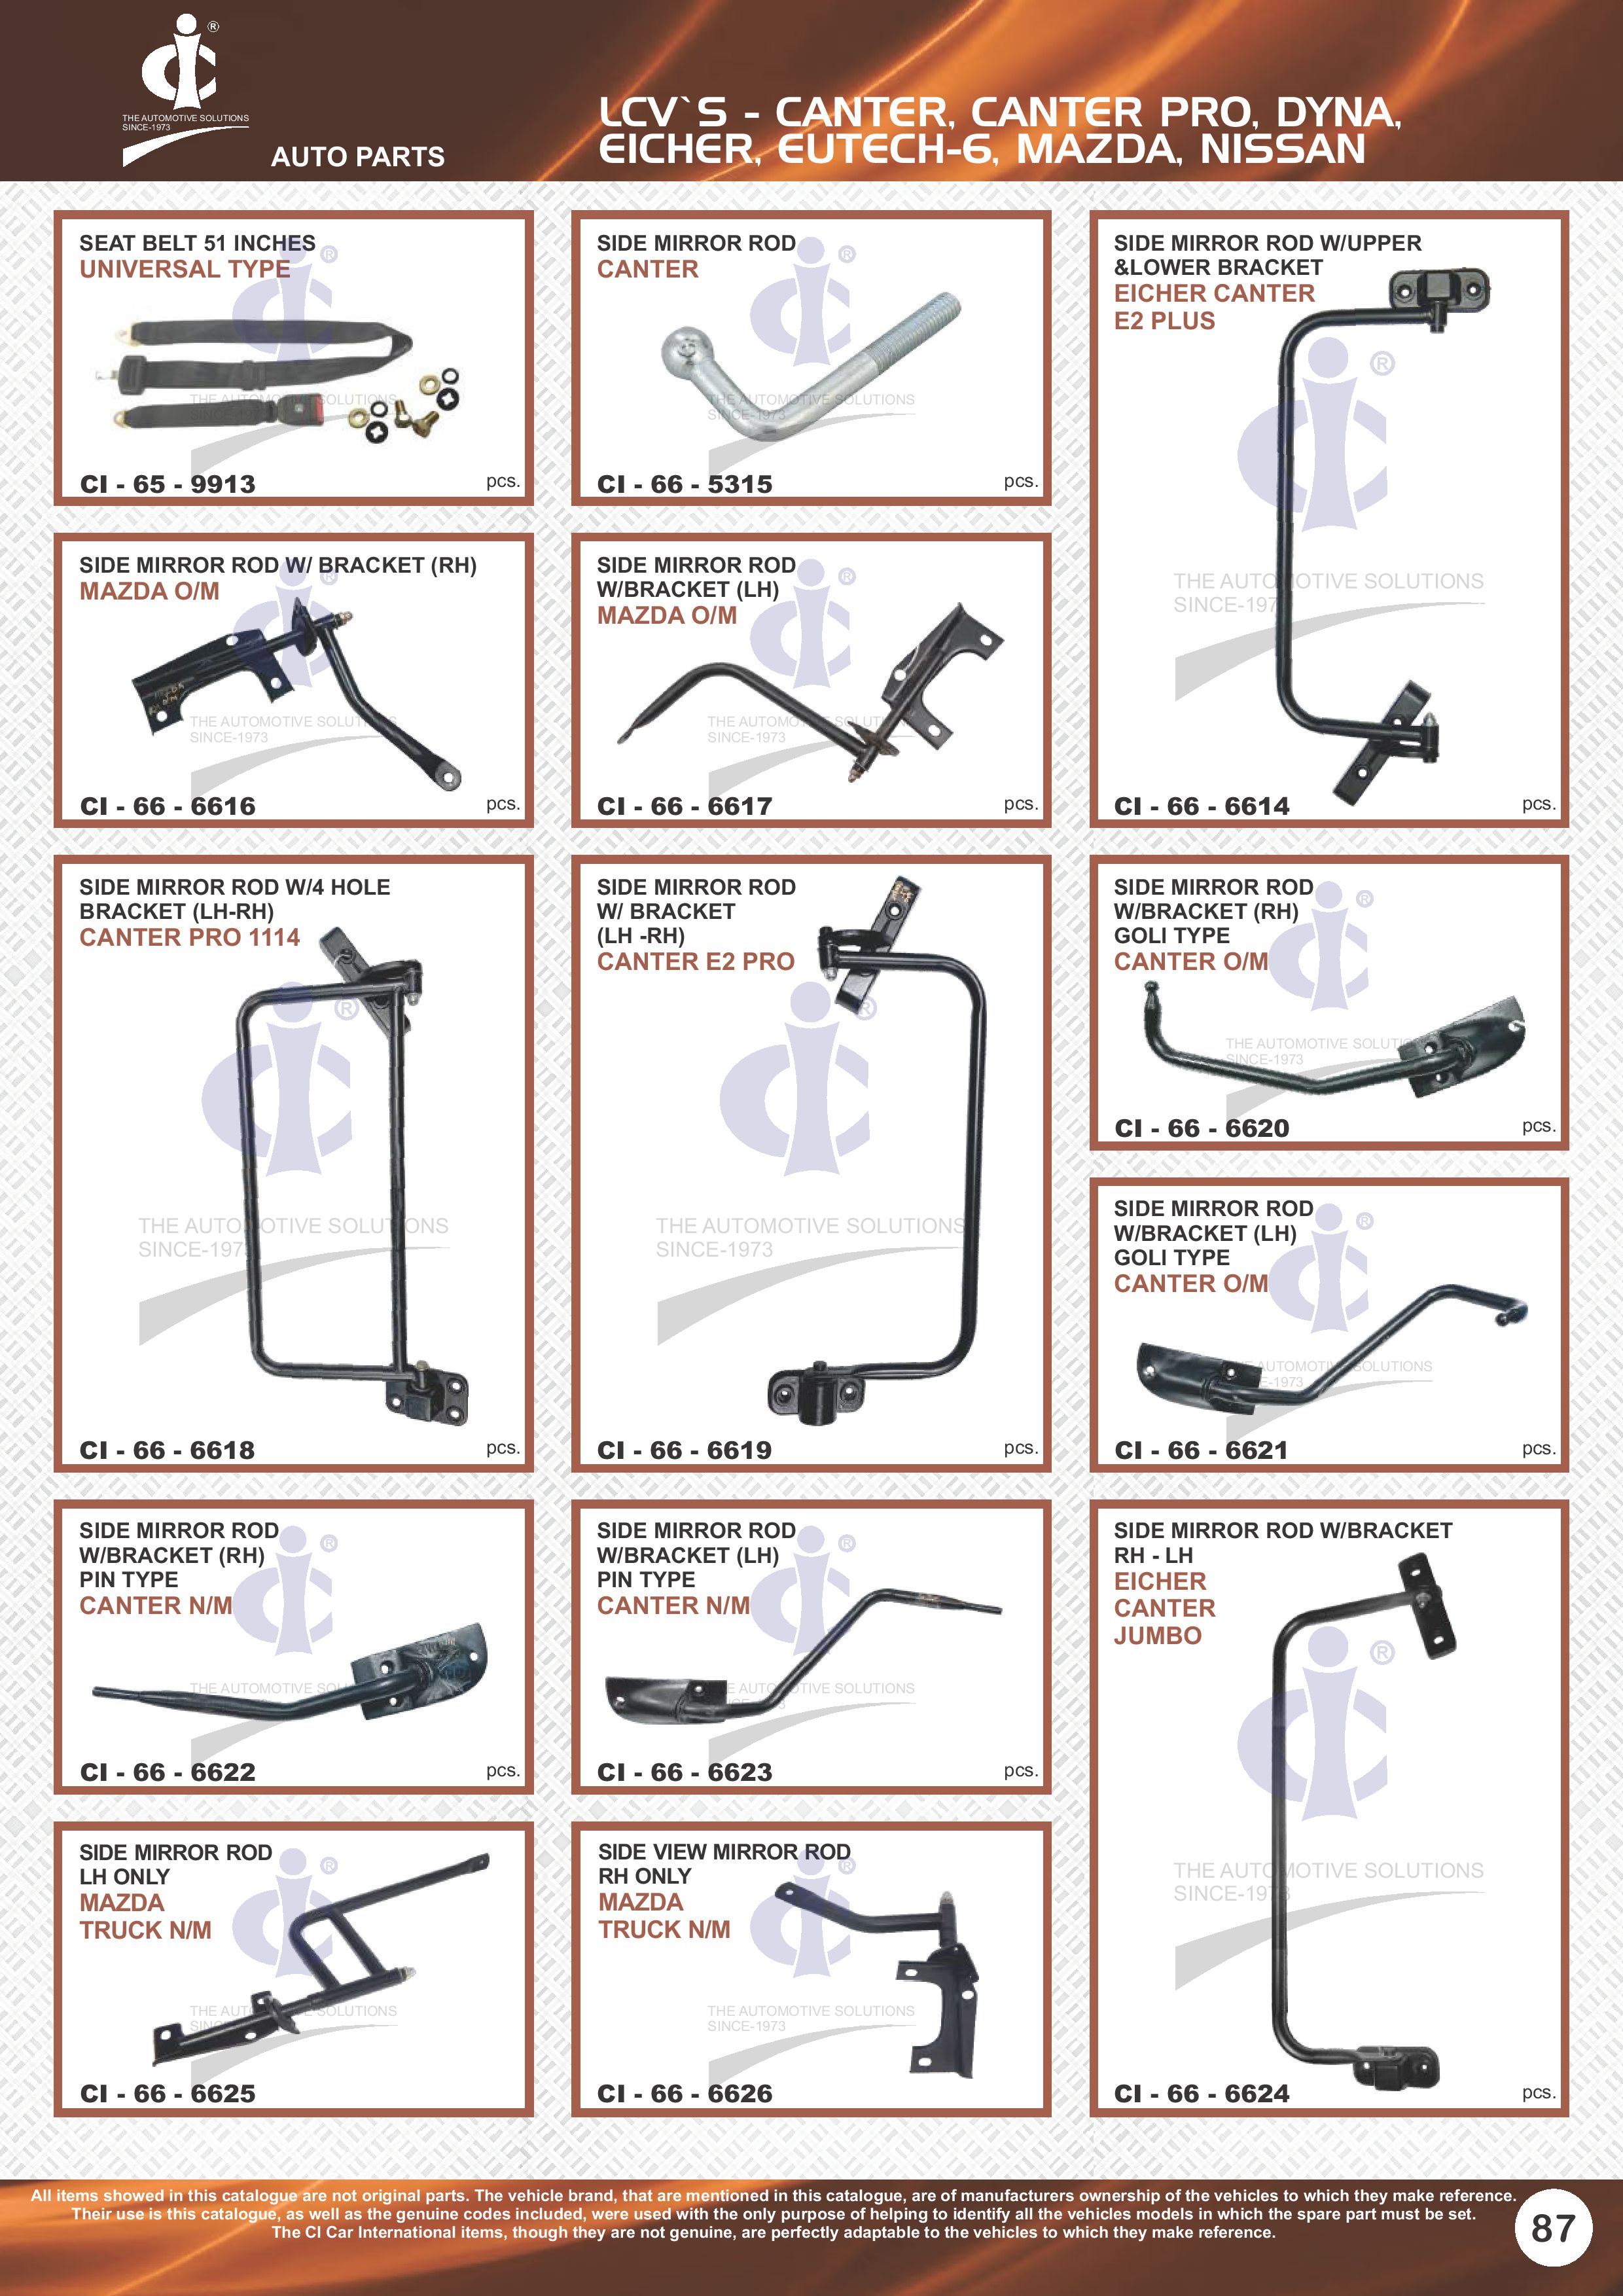 THE AUTOMOTIVE SOLUTIONS
SINCE-1973
AUTO PARTS
LCV`S - CANTER, CANTER PRO, DYNA,
EICHER, EUTECH-6, MAZDA, NISSAN
SEAT BELT 51 INCHES
UNIVERSAL TYPE
CI - 65 - 9913
pcs.
SIDE MIRROR ROD
CANTER
CI - 66 - 5315
pcs.
SIDE MIRROR ROD W/UPPER
&LOWER BRACKET
EICHER CANTER
E2 PLUS
CI - 66 - 6614
pcs.
SIDE MIRROR ROD W/ BRACKET (RH)
MAZDA O/M
CI - 66 - 6616
pcs.
SIDE MIRROR ROD
W/BRACKET (LH)
MAZDA O/M
CI - 66 - 6617
pcs.
SIDE MIRROR ROD W/4 HOLE
BRACKET (LH-RH)
CANTER PRO 1114
CI - 66 - 6618
pcs.
SIDE MIRROR ROD
W/ BRACKET
(LH -RH)
CANTER E2 PRO
CI - 66 - 6619
pcs.
SIDE MIRROR ROD
W/BRACKET (RH)
GOLI TYPE
CANTER O/M
CI - 66 - 6620
pcs.
SIDE MIRROR ROD
W/BRACKET (LH)
GOLI TYPE
CANTER O/M
CI - 66 - 6621
pcs.
SIDE MIRROR ROD
W/BRACKET (RH)
PIN TYPE
CANTER N/M
CI - 66 - 6622
pcs.
SIDE MIRROR ROD
W/BRACKET (LH)
PIN TYPE
CANTER N/M
CI - 66 - 6623
pcs.
SIDE MIRROR ROD W/BRACKET
RH - LH
EICHER
CANTER
JUMBO
CI - 66 - 6624
pcs.
SIDE MIRROR ROD
LH ONLY
MAZDA
TRUCK N/M
CI - 66 - 6625
SIDE VIEW MIRROR ROD
RH ONLY
MAZDA
TRUCK N/M
CI - 66 - 6626
All items showed in this catalogue are not original parts. The vehicle brand, that are mentioned in this catalogue, are of manufacturers ownership of the vehicles to which they make reference.
Their use is this catalogue, as well as the genuine codes included, were used with the only purpose of helping to identify all the vehicles models in which the spare part must be set.
The CI Car International items, though they are not genuine, are perfectly adaptable to the vehicles to which they make reference.
87